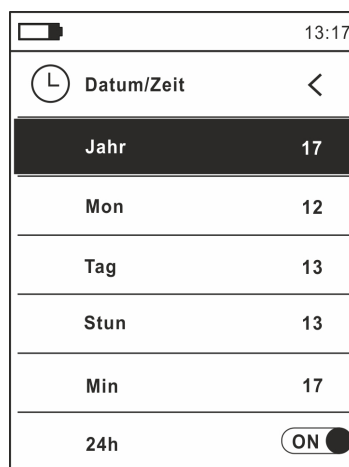 13:17
Datum/Zeit <
Jahr 17
Mon 12
Tag 13
Stun 13
Min 17
24h ON